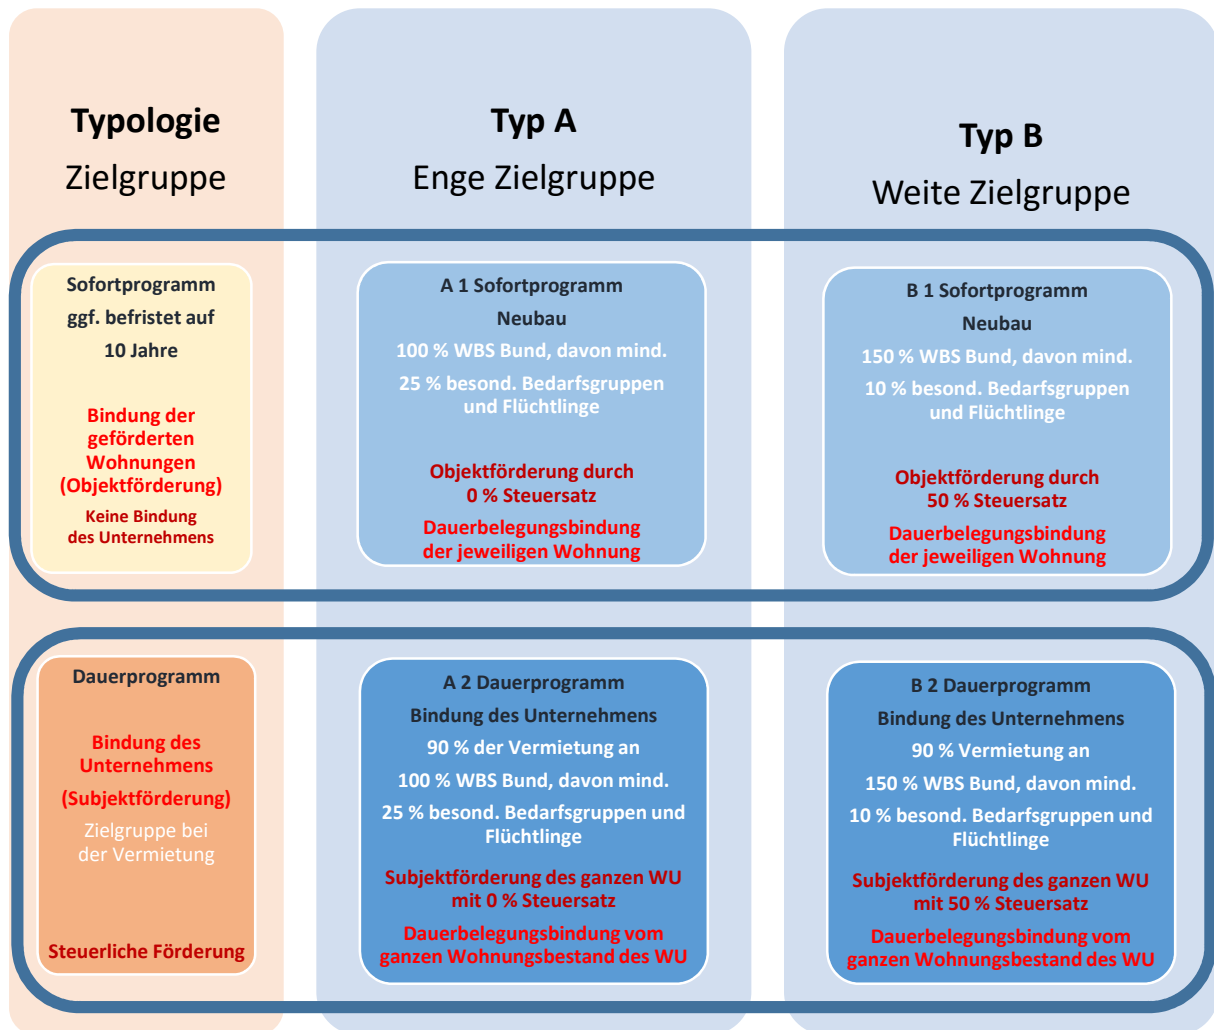 Typologie
Zielgruppe
Typ A
Enge Zielgruppe
Typ B
Weite Zielgruppe
Sofortprogramm
ggf. befristet auf
10 Jahre
Bindung der
geförderten
Wohnungen
(Objektförderung)
Keine Bindung
des Unternehmens
A 1 Sofortprogramm
Neubau
100 % WBS Bund, davon mind.
25 % besond. Bedarfsgruppen
und Flüchtlinge
Objektförderung durch
0 % Steuersatz
Dauerbelegungsbindung
der jeweiligen Wohnung
B 1 Sofortprogramm
Neubau
150 % WBS Bund, davon mind.
10 % besond. Bedarfsgruppen
und Flüchtlinge
Objektförderung durch
50 % Steuersatz
Dauerbelegungsbindung
der jeweiligen Wohnung
Dauerprogramm
Bindung des
Unternehmens
(Subjektförderung)
Zielgruppe bei
der Vermietung
Steuerliche Förderung
A 2 Dauerprogramm
Bindung des Unternehmens
90 % der Vermietung an
100 % WBS Bund, davon mind.
25 % besond. Bedarfsgruppen und
Flüchtlinge
Subjektförderung des ganzen WU
mit 0 % Steuersatz
Dauerbelegungsbindung vom
ganzen Wohnungsbestand des WU
B 2 Dauerprogramm
Bindung des Unternehmens
90 % Vermietung an
150 % WBS Bund, davon mind.
10 % besond. Bedarfsgruppen und
Flüchtlinge
Subjektförderung des ganzen WU
mit 50 % Steuersatz
Dauerbelegungsbindung vom
ganzen Wohnungsbestand des WU